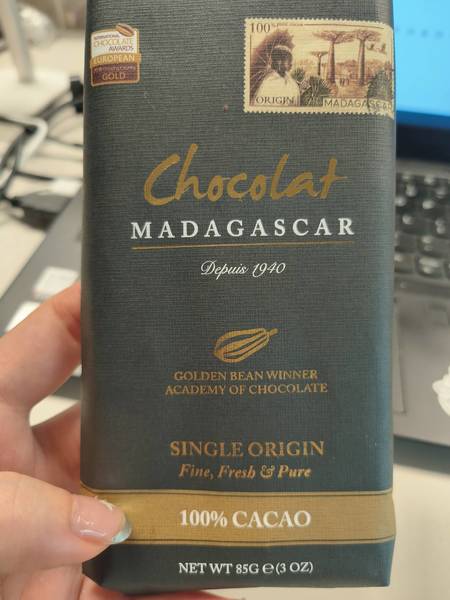 INTERNATIONAL
CHOCOLATE
AWARDS
EUROPEAN
GOLD
100%
ORIGIN
MADAGASCAR
Chocolat
MADAGASCAR
Depuis 1940
GOLDEN BEAN WINNER
ACADEMY OF CHOCOLATE
SINGLE ORIGIN
Fine, Fresh & Pure
100% CACAO
NET WT 85G ℮ (3 OZ)